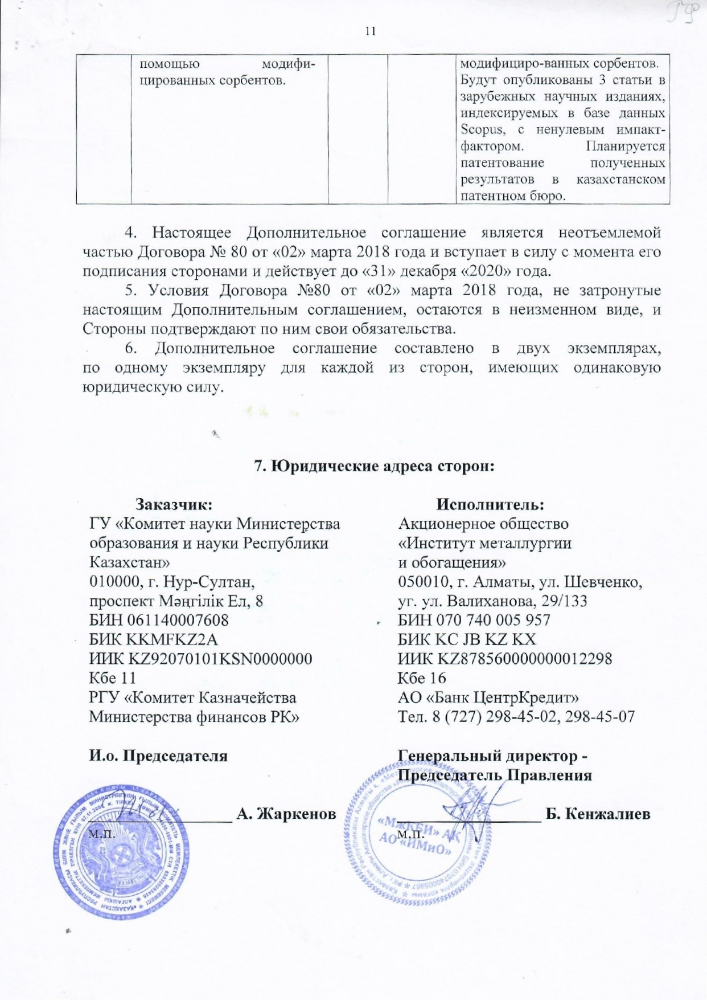 ГФ
11
помощью модифи-
цированных сорбентов.
модифициро-ванных сорбентов.
Будут опубликованы 3 статьи в
зарубежных научных изданиях,
индексируемых в базе данных
Scopus, с ненулевым импакт-
фактором. Планируется
патентование полученных
результатов в казахстанском
патентном бюро.
4. Настоящее Дополнительное соглашение является неотъемлемой
частью Договора № 80 от «02» марта 2018 года и вступает в силу с момента его
подписания сторонами и действует до «31» декабря «2020» года.
5. Условия Договора №80 от «02» марта 2018 года, не затронутые
настоящим Дополнительным соглашением, остаются в неизменном виде, и
Стороны подтверждают по ним свои обязательства.
6. Дополнительное соглашение составлено в двух экземплярах,
по одному экземпляру для каждой из сторон, имеющих одинаковую
юридическую силу.
7. Юридические адреса сторон:
Заказчик:
ГУ «Комитет науки Министерства
образования и науки Республики
Казахстан»
010000, г. Нур-Султан,
проспект Мәңгілік Ел, 8
БИН 061140007608
БИК KKMFKZ2A
ИИК KZ92070101KSN0000000
Кбе 11
РГУ «Комитет Казначейства
Министерства финансов РК»
И.о. Председателя
А. Жаркенов
м.п.
Исполнитель:
Акционерное общество
«Институт металлургии
и обогащения»
050010, г. Алматы, ул. Шевченко,
уг. ул. Валиханова, 29/133
БИН 070 740 005 957
БИК KC JB KZ KX
ИИК KZ878560000000012298
Кбе 16
АО «Банк ЦентрКредит»
Тел. 8 (727) 298-45-02, 298-45-07
Генеральный директор -
Председатель Правления
Б. Кенжалиев
м.п.
«МжКБИ» АҚ
АО «ИМиО»